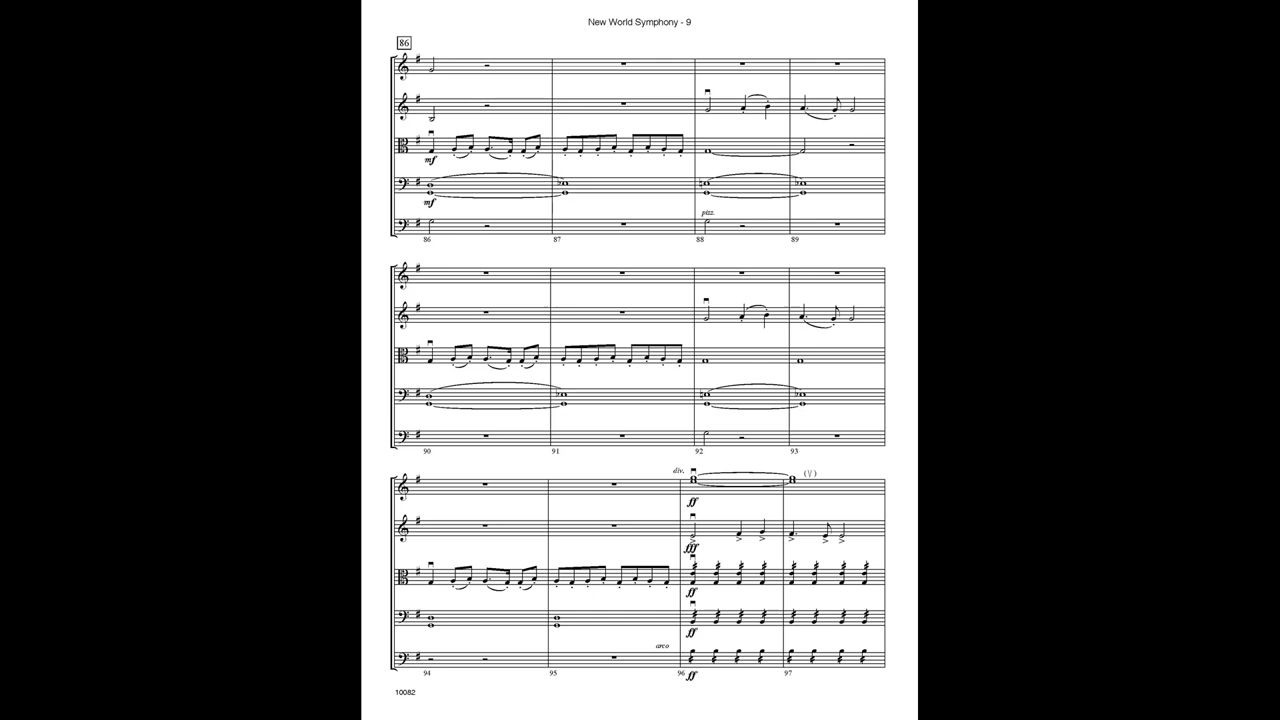 New World Symphony - 9
86
mf
mf
pizz.
86 87 88 89
90 91 92 93
div. (V)
ff
fff
ff
ff
arco
ff
94 95 96 97
10082